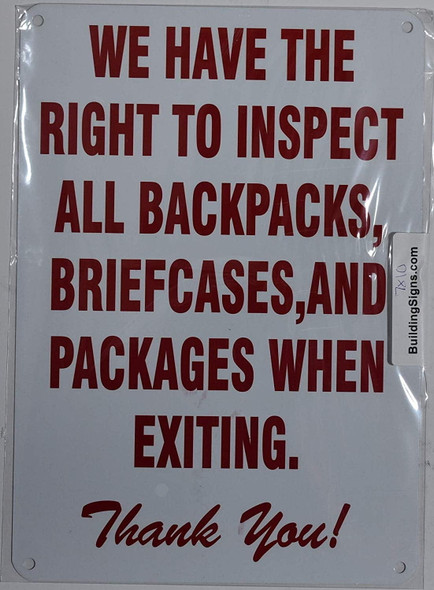 WE HAVE THE
RIGHT TO INSPECT
ALL BACKPACKS,
BRIEFCASES,AND
PACKAGES WHEN
EXITING.
Thank You!
7X10
BuildingSigns.com